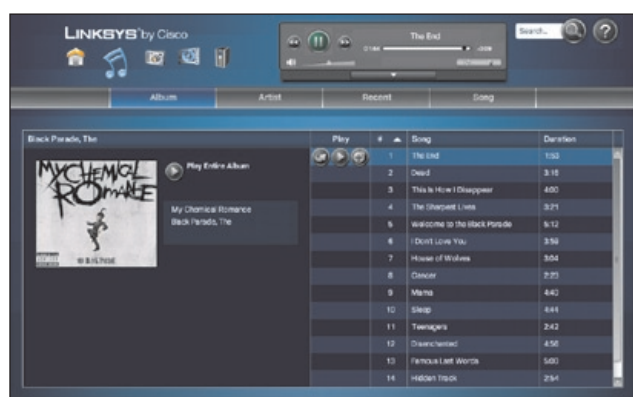 LINKSYS by Cisco
The End
Search...
?
Album Artist Recent Song
Black Parade, The
Play # Song Duration
MY CHEMICAL ROMANCE
THE BLACK PARADE
Play Entire Album
My Chemical Romance
Black Parade, The
1 The End 1:53
2 Dead 3:16
3 This Is How I Disappear 4:00
4 The Sharpest Lives 3:21
5 Welcome to the Black Parade 5:12
6 I Don't Love You 3:59
7 House of Wolves 3:04
8 Cancer 2:23
9 Mama 4:40
10 Sleep 4:44
11 Teenagers 2:42
12 Disenchanted 4:56
13 Famous Last Words 5:00
14 Hidden Track 2:54